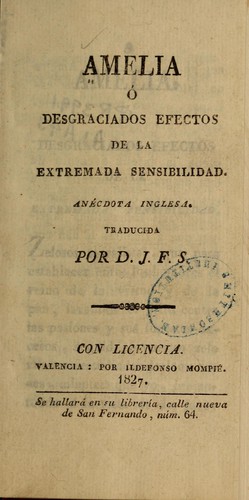 AMELIA
Ó
DESGRACIADOS EFECTOS
DE LA
EXTREMADA SENSIBILIDAD.
ANÉCDOTA INGLESA.
TRADUCIDA
POR D. J. F. S.
CON LICENCIA.
VALENCIA: POR ILDEFONSO MOMPIÉ.
1827.
Se hallará en su librería, calle nueva
de San Fernando, núm. 64.